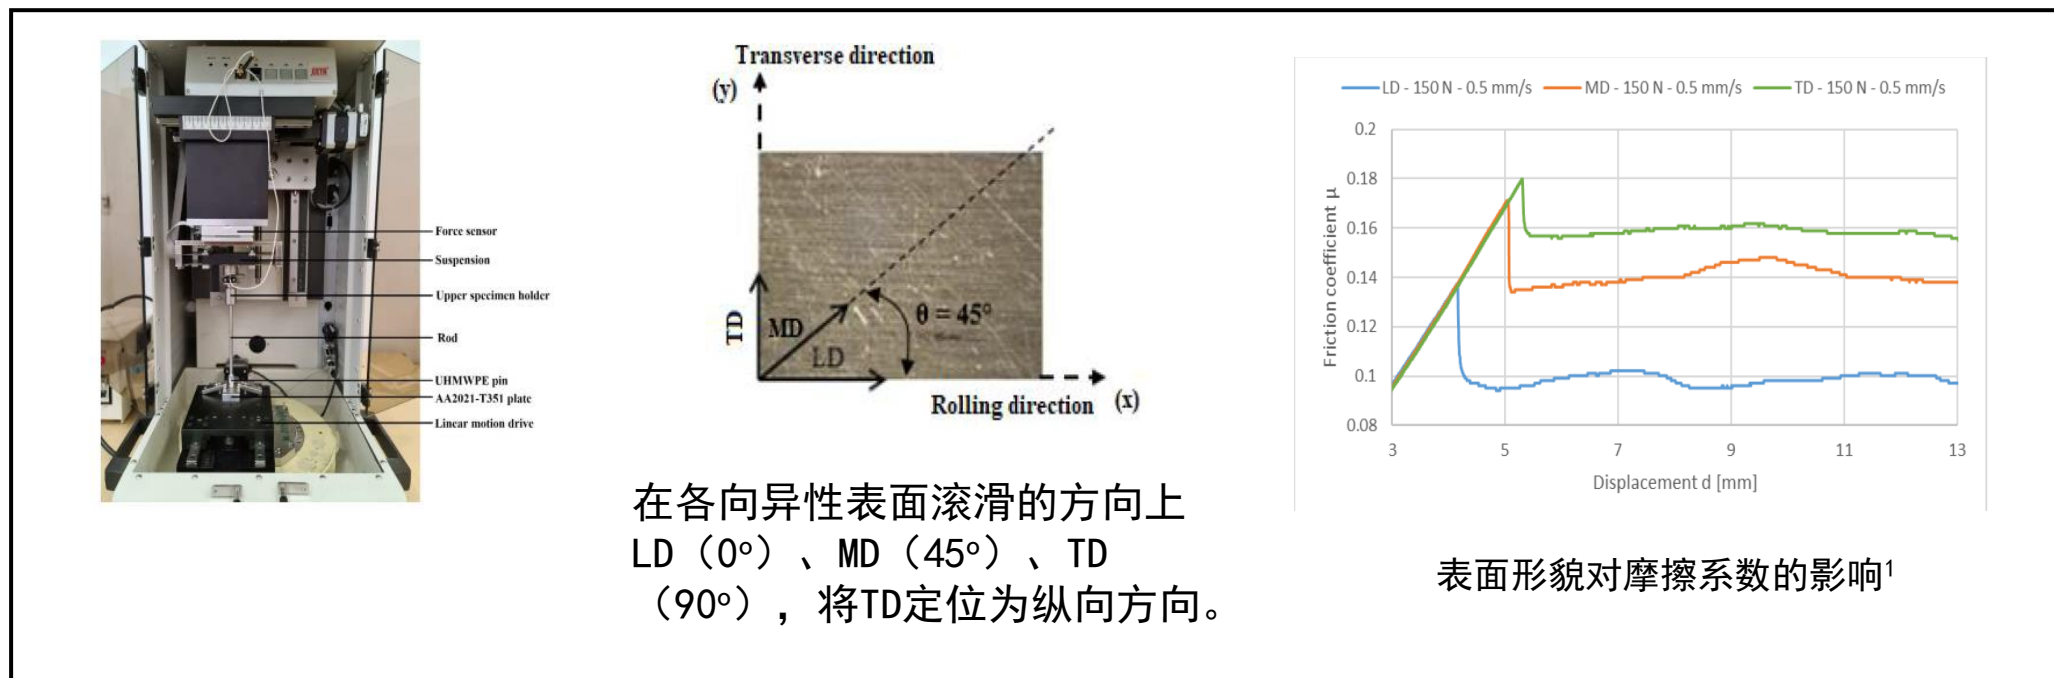 Force sensor
Suspension
Upper specimen holder
Rod
UHMWPE pin
AA2021-T351 plate
Linear motion drive
Transverse direction
(y)
TD
MD
LD
θ = 45°
Rolling direction (x)
在各向异性表面滚滑的方向上
LD（0°）、MD（45°）、TD
（90°），将TD定位为纵向方向。
LD - 150 N - 0.5 mm/s MD - 150 N - 0.5 mm/s TD - 150 N - 0.5 mm/s
Friction coefficient μ
0.2
0.18
0.16
0.14
0.12
0.1
0.08
3 5 7 9 11 13
Displacement d [mm]
表面形貌对摩擦系数的影响¹